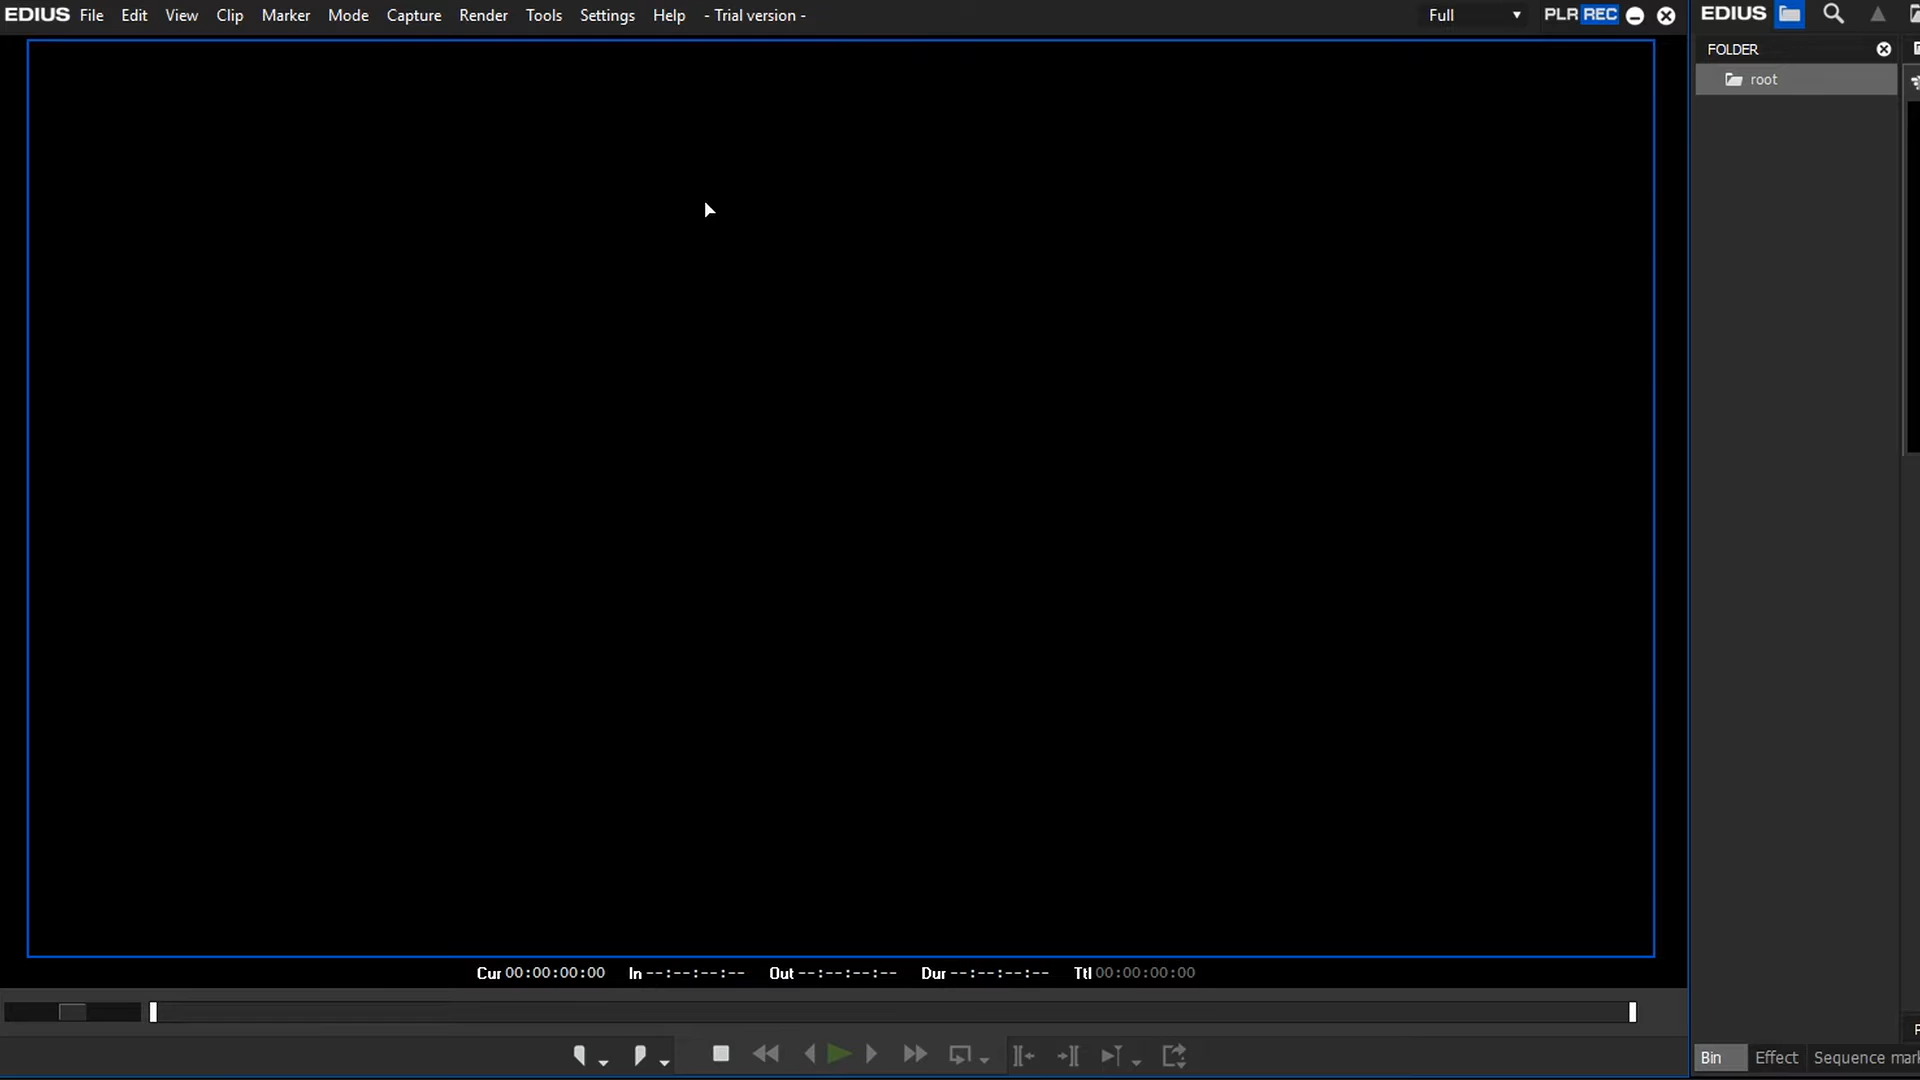 EDIUS File Edit View Clip Marker Mode Capture Render Tools Settings Help - Trial version - Full PLR REC EDIUS
FOLDER
root
Cur 00:00:00:00 In --:--:--:-- Out --:--:--:-- Dur --:--:--:-- Ttl 00:00:00:00
Bin Effect Sequence mark